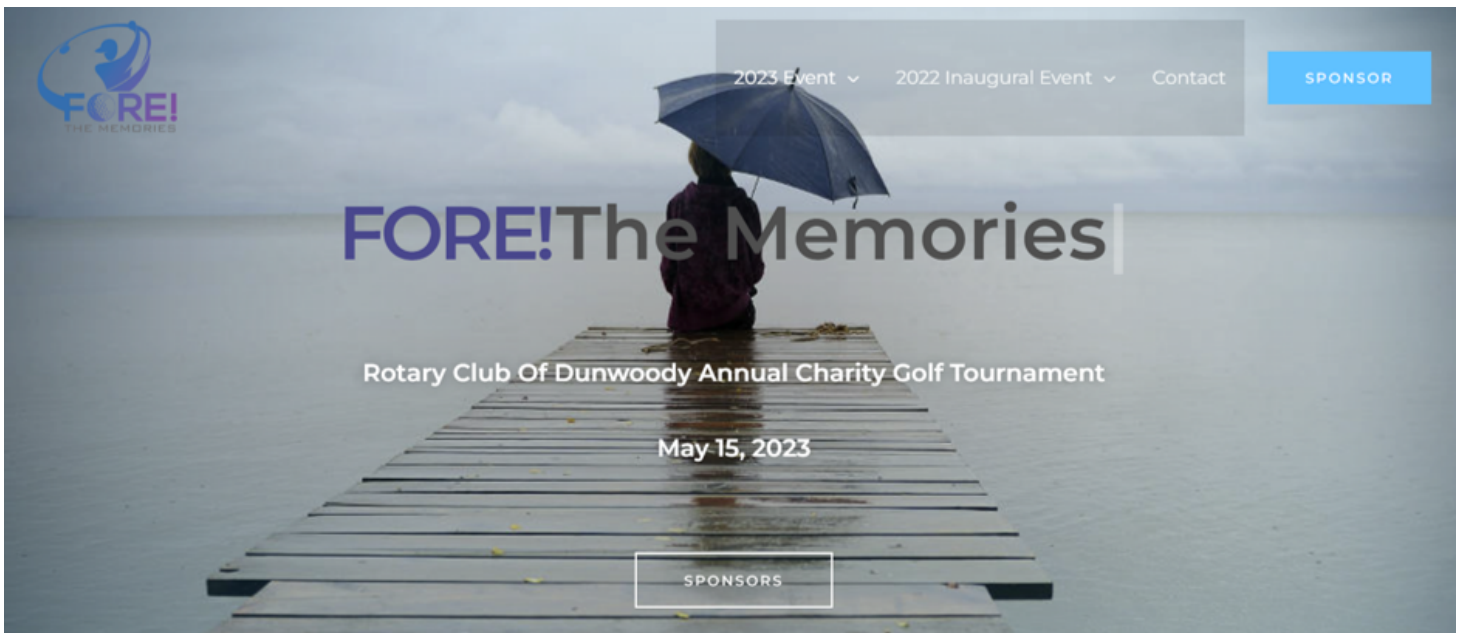 FORE!
THE MEMORIES
2023 Event
2022 Inaugural Event
Contact
SPONSOR
FORE!The Memories
Rotary Club Of Dunwoody Annual Charity Golf Tournament
May 15, 2023
SPONSORS